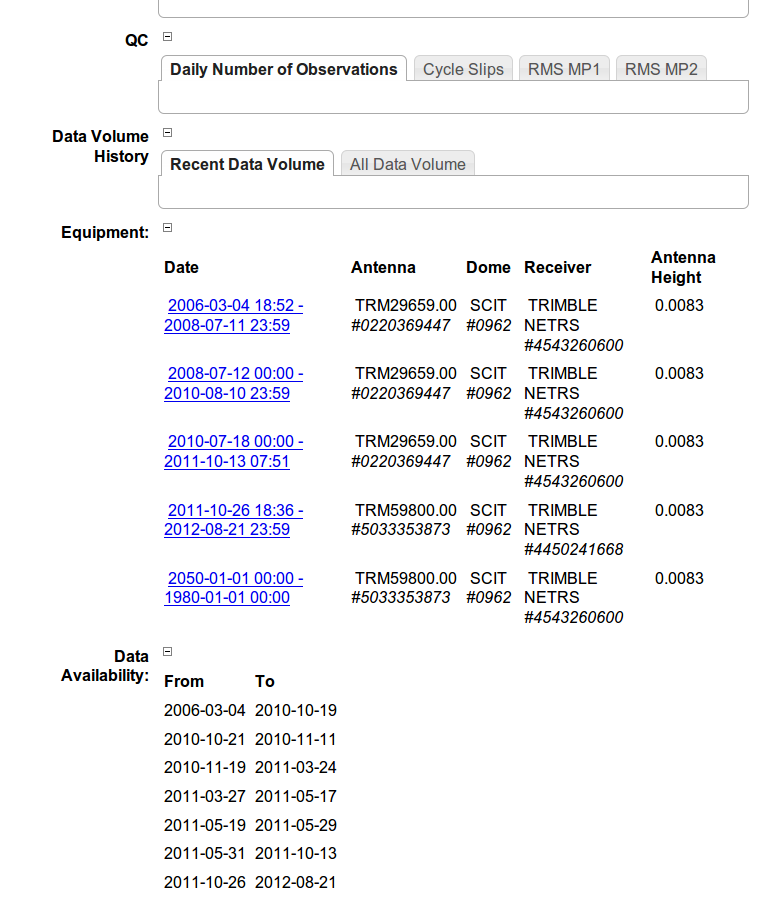 QC
Daily Number of Observations Cycle Slips RMS MP1 RMS MP2
Data Volume
History
Recent Data Volume All Data Volume
Equipment:
Date Antenna Dome Receiver Antenna Height
2006-03-04 18:52 - TRM29659.00 SCIT TRIMBLE 0.0083
2008-07-11 23:59 #0220369447 #0962 NETRS
#4543260600
2008-07-12 00:00 - TRM29659.00 SCIT TRIMBLE 0.0083
2010-08-10 23:59 #0220369447 #0962 NETRS
#4543260600
2010-07-18 00:00 - TRM29659.00 SCIT TRIMBLE 0.0083
2011-10-13 07:51 #0220369447 #0962 NETRS
#4543260600
2011-10-26 18:36 - TRM59800.00 SCIT TRIMBLE 0.0083
2012-08-21 23:59 #5033353873 #0962 NETRS
#4450241668
2050-01-01 00:00 - TRM59800.00 SCIT TRIMBLE 0.0083
1980-01-01 00:00 #5033353873 #0962 NETRS
#4543260600
Data
Availability:
From To
2006-03-04 2010-10-19
2010-10-21 2010-11-11
2010-11-19 2011-03-24
2011-03-27 2011-05-17
2011-05-19 2011-05-29
2011-05-31 2011-10-13
2011-10-26 2012-08-21